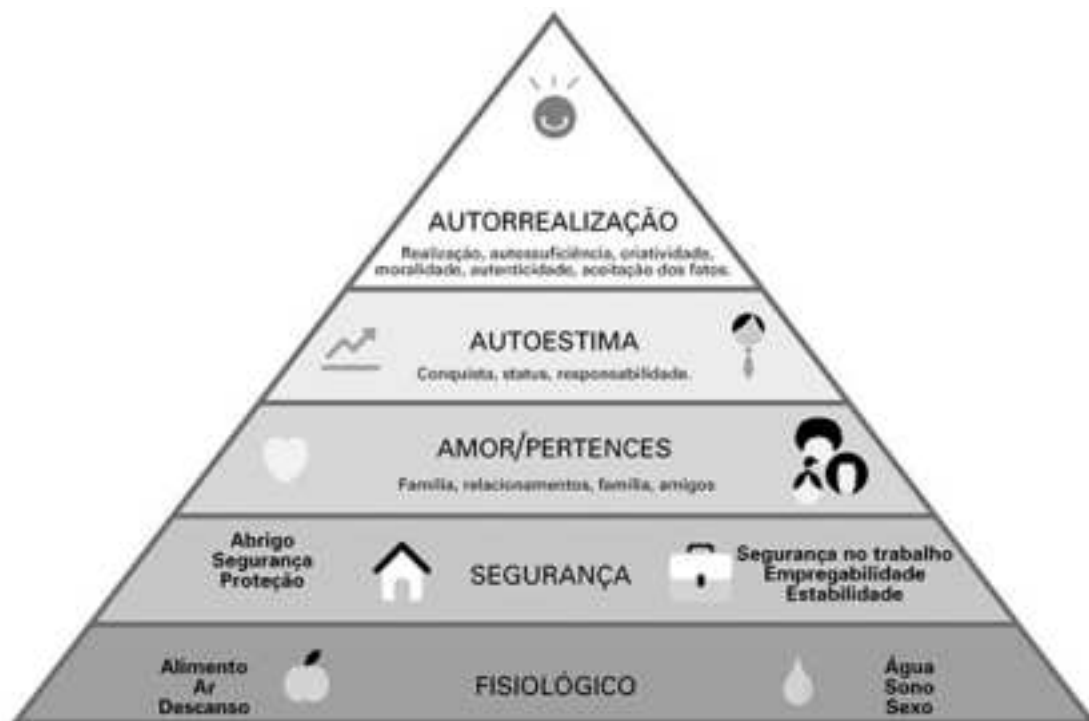 AUTORREALIZAÇÃO
Realização, autossuficiência, criatividade,
moralidade, autenticidade, aceitação dos fatos.
AUTOESTIMA
Conquista, status, responsabilidade.
AMOR/PERTENCES
Família, relacionamentos, família, amigos
Abrigo
Segurança
Proteção
SEGURANÇA
Segurança no trabalho
Empregabilidade
Estabilidade
Alimento
Ar
Descanso
FISIOLÓGICO
Água
Sono
Sexo